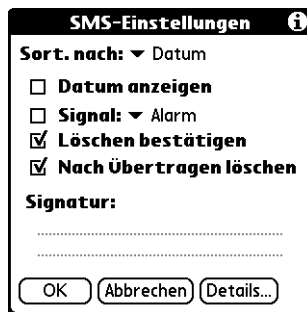 SMS-Einstellungen
Sort. nach: Datum
Datum anzeigen
Signal: Alarm
Löschen bestätigen
Nach Übertragen löschen
Signatur:
OK Abbrechen Details...